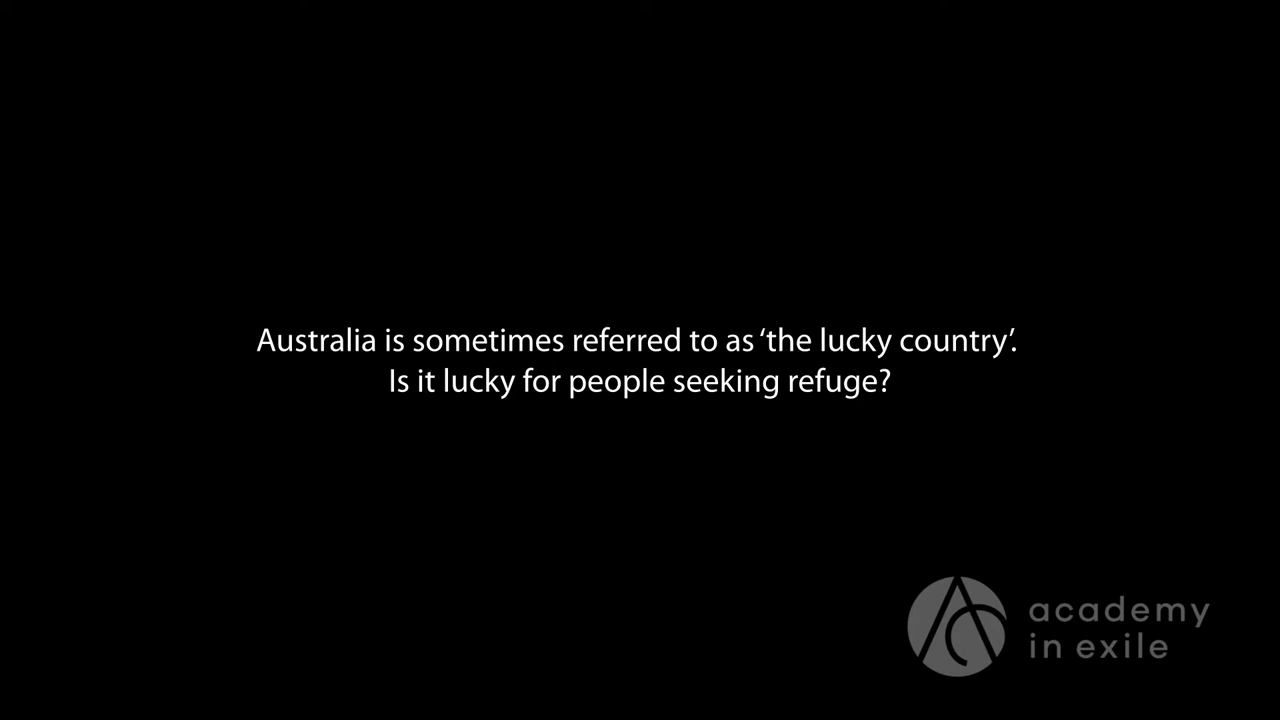 Australia is sometimes referred to as ‘the lucky country’.
Is it lucky for people seeking refuge?
academy
in exile